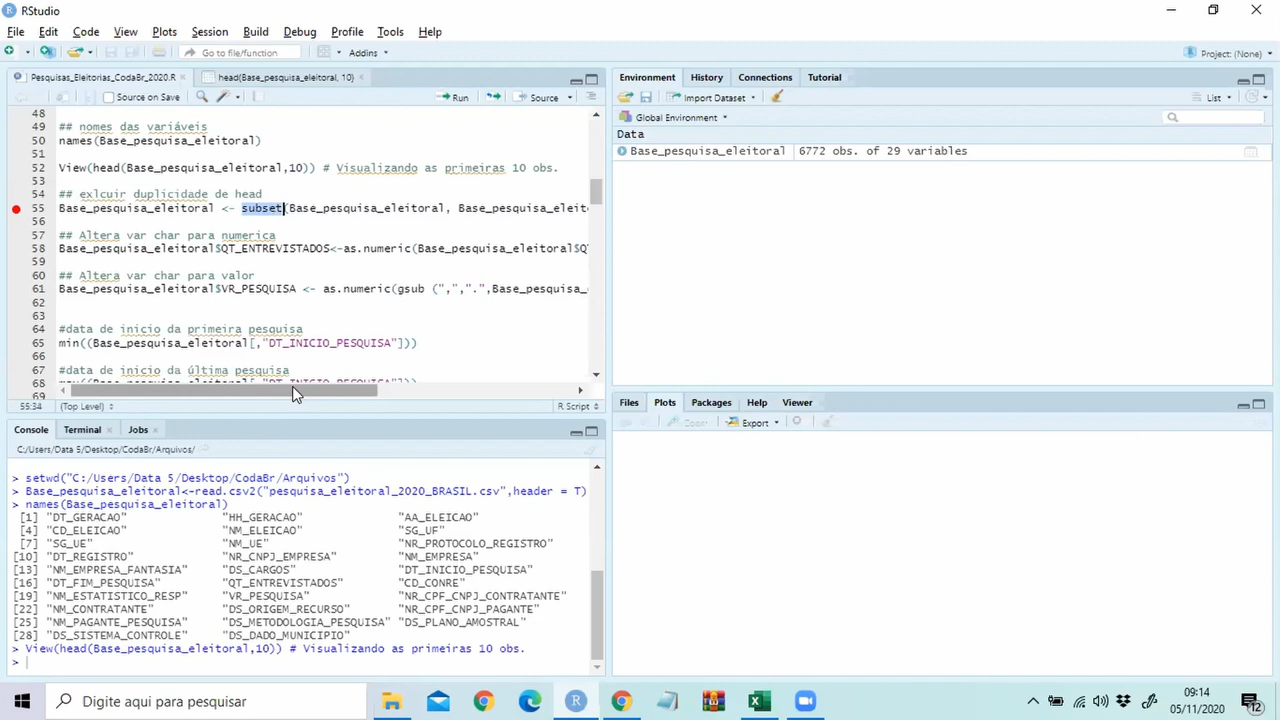 RStudio
File Edit Code View Plots Session Build Debug Profile Tools Help
Go to file/function Addins Project: (None)
Pesquisas_Eleitorias_CodaBr_2020.R head(Base_pesquisa_eleitoral, 10)
Source on Save Run Source
48
49 ## nomes das variáveis
50 names(Base_pesquisa_eleitoral)
51
52 View(head(Base_pesquisa_eleitoral,10)) # Visualizando as primeiras 10 obs.
53
54 ## exlcuir duplicidade de head
55 Base_pesquisa_eleitoral <- subset(Base_pesquisa_eleitoral, Base_pesquisa_eleito
56
57 ## Altera var char para numerica
58 Base_pesquisa_eleitoral$QT_ENTREVISTADOS<-as.numeric(Base_pesquisa_eleitoral$QT
59
60 ## Altera var char para valor
61 Base_pesquisa_eleitoral$VR_PESQUISA <- as.numeric(gsub (",",".",Base_pesquisa_
62
63
64 #data de inicio da primeira pesquisa
65 min((Base_pesquisa_eleitoral[,"DT_INICIO_PESQUISA"]))
66
67 #data de inicio da última pesquisa
68
69
55:34 (Top Level) R Script
Console Terminal Jobs
C:/Users/Data 5/Desktop/CodaBr/Arquivos/
> setwd("C:/Users/Data 5/Desktop/CodaBr/Arquivos")
> Base_pesquisa_eleitoral<-read.csv2("pesquisa_eleitoral_2020_BRASIL.csv",header = T)
> names(Base_pesquisa_eleitoral)
[1] "DT_GERACAO" "HH_GERACAO" "AA_ELEICAO"
[4] "CD_ELEICAO" "NM_ELEICAO" "SG_UF"
[7] "SG_UE" "NM_UE" "NR_PROTOCOLO_REGISTRO"
[10] "DT_REGISTRO" "NR_CNPJ_EMPRESA" "NM_EMPRESA"
[13] "NM_EMPRESA_FANTASIA" "DS_CARGOS" "DT_INICIO_PESQUISA"
[16] "DT_FIM_PESQUISA" "QT_ENTREVISTADOS" "CD_CONRE"
[19] "NM_ESTATISTICO_RESP" "VR_PESQUISA" "NR_CPF_CNPJ_CONTRATANTE"
[22] "NM_CONTRATANTE" "DS_ORIGEM_RECURSO" "NR_CPF_CNPJ_PAGANTE"
[25] "NM_PAGANTE_PESQUISA" "DS_METODOLOGIA_PESQUISA" "DS_PLANO_AMOSTRAL"
[28] "DS_SISTEMA_CONTROLE" "DS_DADO_MUNICIPIO"
> View(head(Base_pesquisa_eleitoral,10)) # Visualizando as primeiras 10 obs.
>
Environment History Connections Tutorial
Import Dataset List
Global Environment
Data
Base_pesquisa_eleitoral 6772 obs. of 29 variables
Files Plots Packages Help Viewer
Zoom Export
Digite aqui para pesquisar
09:14
05/11/2020
12